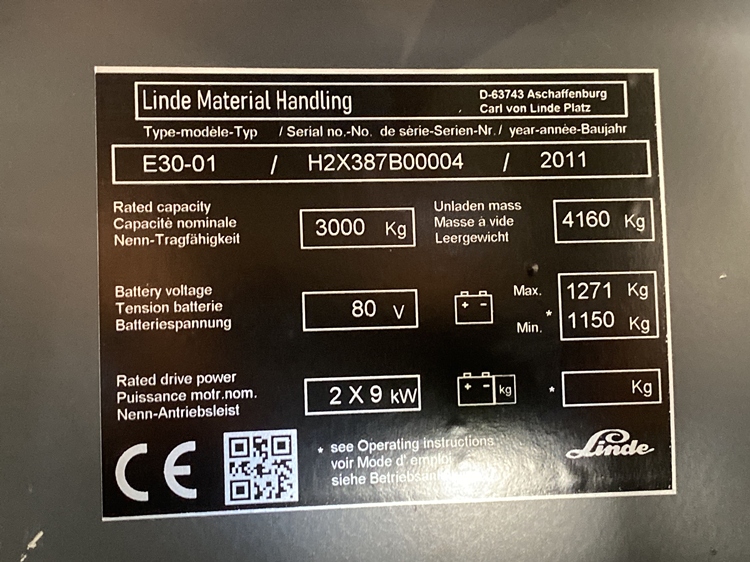 Linde Material Handling
D-63743 Aschaffenburg
Carl von Linde Platz
Type-modèle-Typ / Serial no.-No. de série-Serien-Nr. / year-année-Baujahr
E30-01 / H2X387B00004 / 2011
Rated capacity
Capacité nominale
Nenn-Tragfähigkeit
3000 Kg
Unladen mass
Masse à vide
Leergewicht
4160 Kg
Battery voltage
Tension batterie
Batteriespannung
80 V
+ -
Max. 1271 Kg
Min. * 1150 Kg
Rated drive power
Puissance motr.nom.
Nenn-Antriebsleist
2 X 9 kW
+ - kg
* Kg
CE
* see Operating instructions
voir Mode d'emploi
siehe
Linde